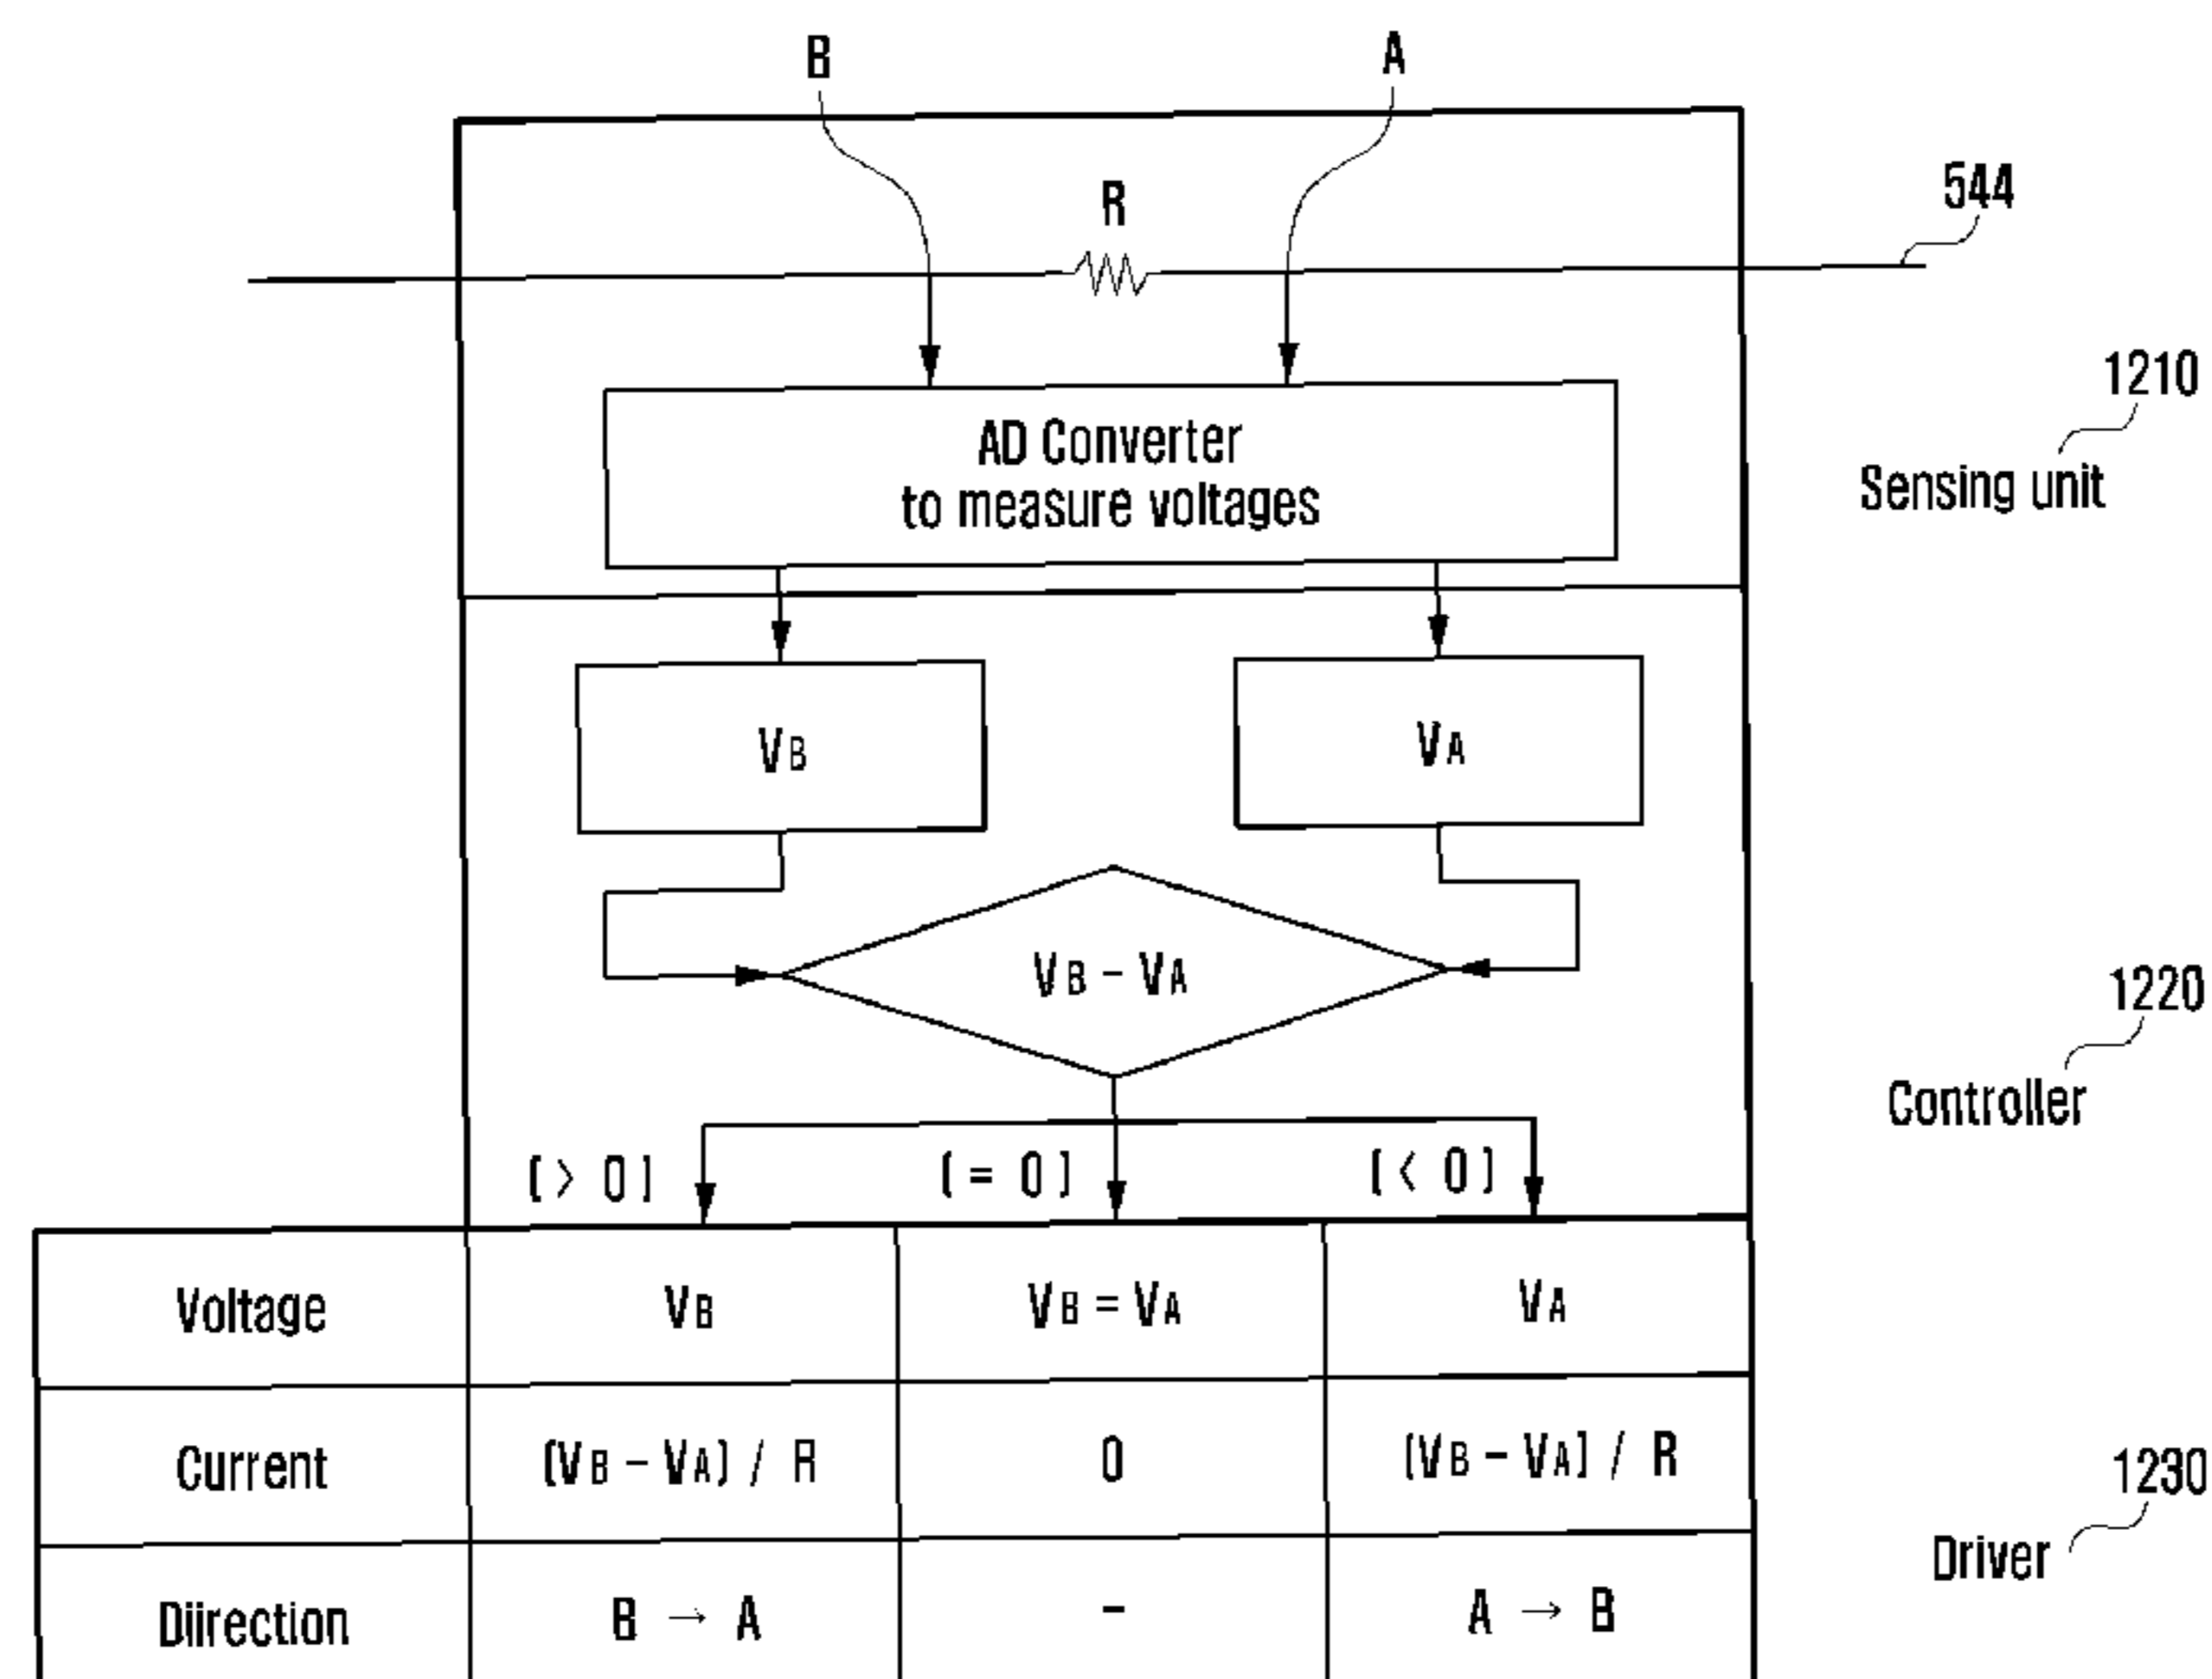 B
A
R
544
AD Converter
to measure voltages
1210
Sensing unit
VB
VA
VB - VA
1220
Controller
( > 0 )
( = 0 )
( < 0 )
Voltage
VB
VB = VA
VA
Current
(VB - VA) / R
0
(VB - VA) / R
1230
Driver
Diirection
B → A
-
A → B